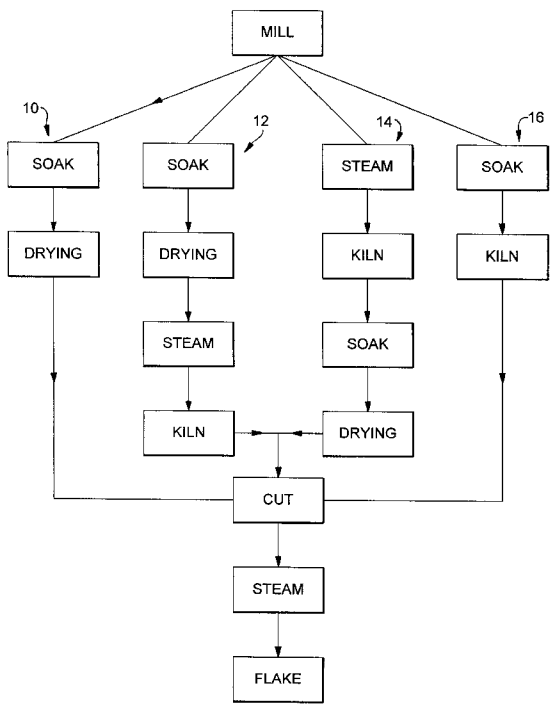 MILL
10
12
14
16
SOAK
SOAK
STEAM
SOAK
DRYING
DRYING
KILN
KILN
STEAM
SOAK
KILN
DRYING
CUT
STEAM
FLAKE